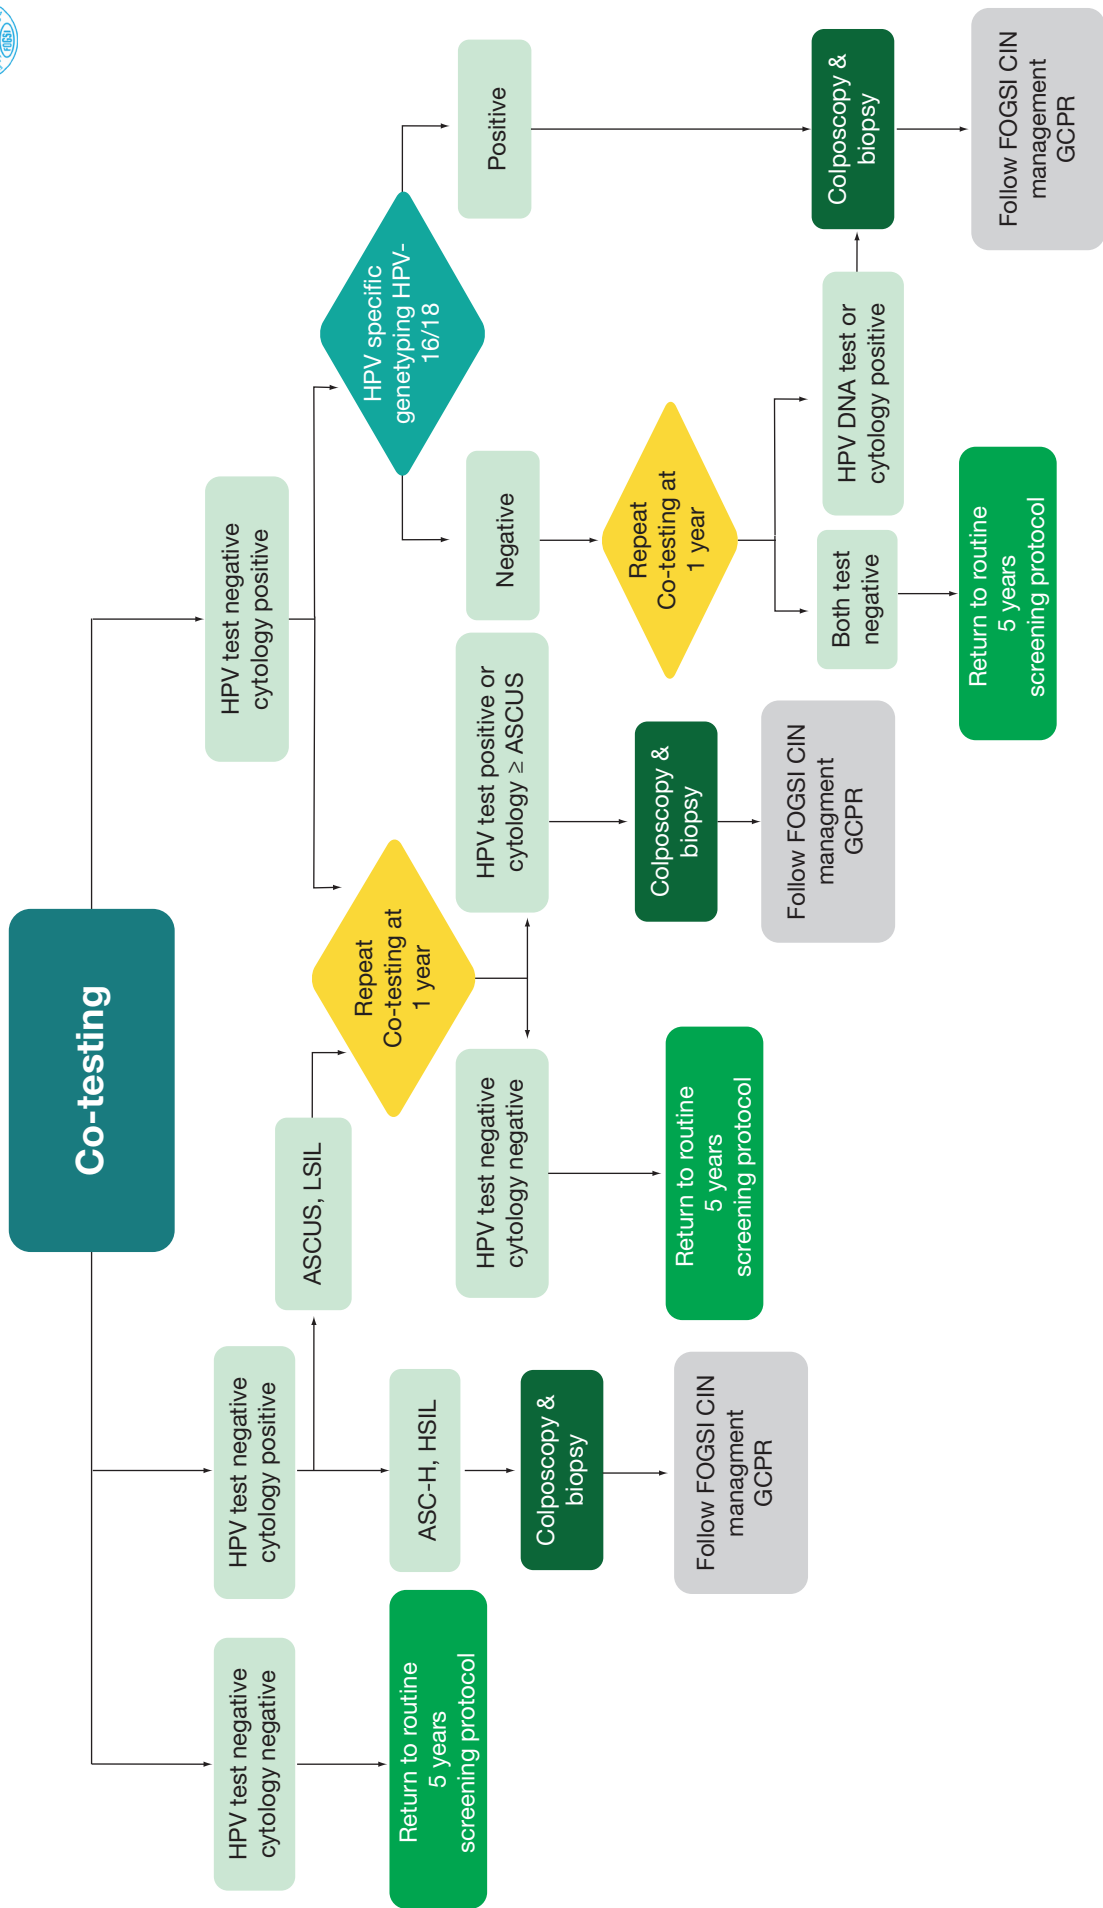 FOGSI
Co-testing
HPV test negative
cytology negative
Return to routine
5 years
screening protocol
HPV test negative
cytology positive
ASCUS, LSIL
ASC-H, HSIL
Colposcopy &
biopsy
Follow FOGSI CIN
managment
GCPR
HPV test negative
cytology positive
Repeat
Co-testing at
1 year
HPV test negative
cytology negative
Return to routine
5 years
screening protocol
HPV test positive or
cytology ≥ ASCUS
Colposcopy &
biopsy
Follow FOGSI CIN
managment
GCPR
HPV specific
genetyping HPV-
16/18
Negative
Repeat
Co-testing at
1 year
Both test
negative
Return to routine
5 years
screening protocol
HPV DNA test or
cytology positive
Positive
Colposcopy &
biopsy
Follow FOGSI CIN
management
GCPR